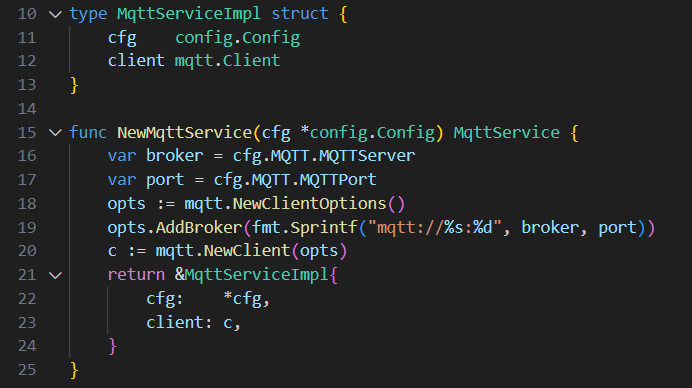 10 type MqttServiceImpl struct {
11     cfg    config.Config
12     client mqtt.Client
13 }
14
15 func NewMqttService(cfg *config.Config) MqttService {
16     var broker = cfg.MQTT.MQTTServer
17     var port = cfg.MQTT.MQTTPort
18     opts := mqtt.NewClientOptions()
19     opts.AddBroker(fmt.Sprintf("mqtt://%s:%d", broker, port))
20     c := mqtt.NewClient(opts)
21     return &MqttServiceImpl{
22         cfg:    *cfg,
23         client: c,
24     }
25 }